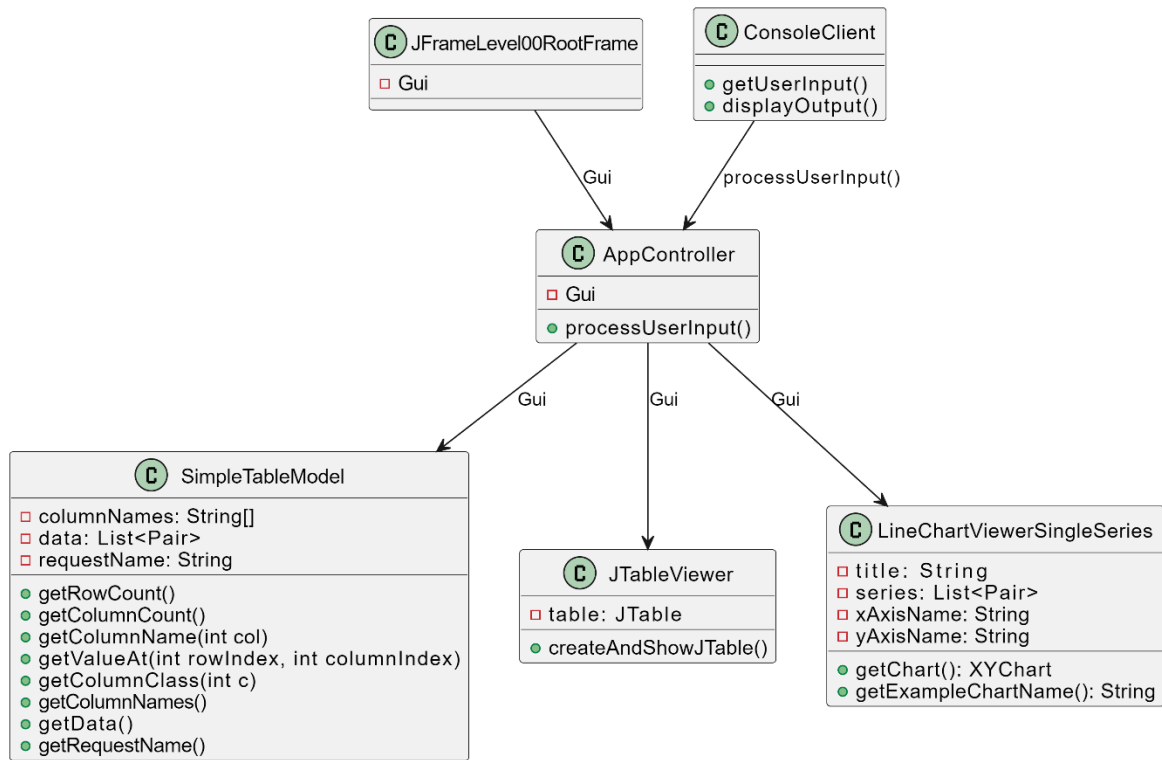 C JFrameLevel00RootFrame
Gui
C ConsoleClient
getUserInput()
displayOutput()
Gui
processUserInput()
C AppController
Gui
processUserInput()
Gui
Gui
Gui
C SimpleTableModel
columnNames: String[]
data: List<Pair>
requestName: String
getRowCount()
getColumnCount()
getColumnName(int col)
getValueAt(int rowIndex, int columnIndex)
getColumnClass(int c)
getColumnNames()
getData()
getRequestName()
C JTableViewer
table: JTable
createAndShowJTable()
C LineChartViewerSingleSeries
title: String
series: List<Pair>
xAxisName: String
yAxisName: String
getChart(): XYChart
getExampleChartName(): String